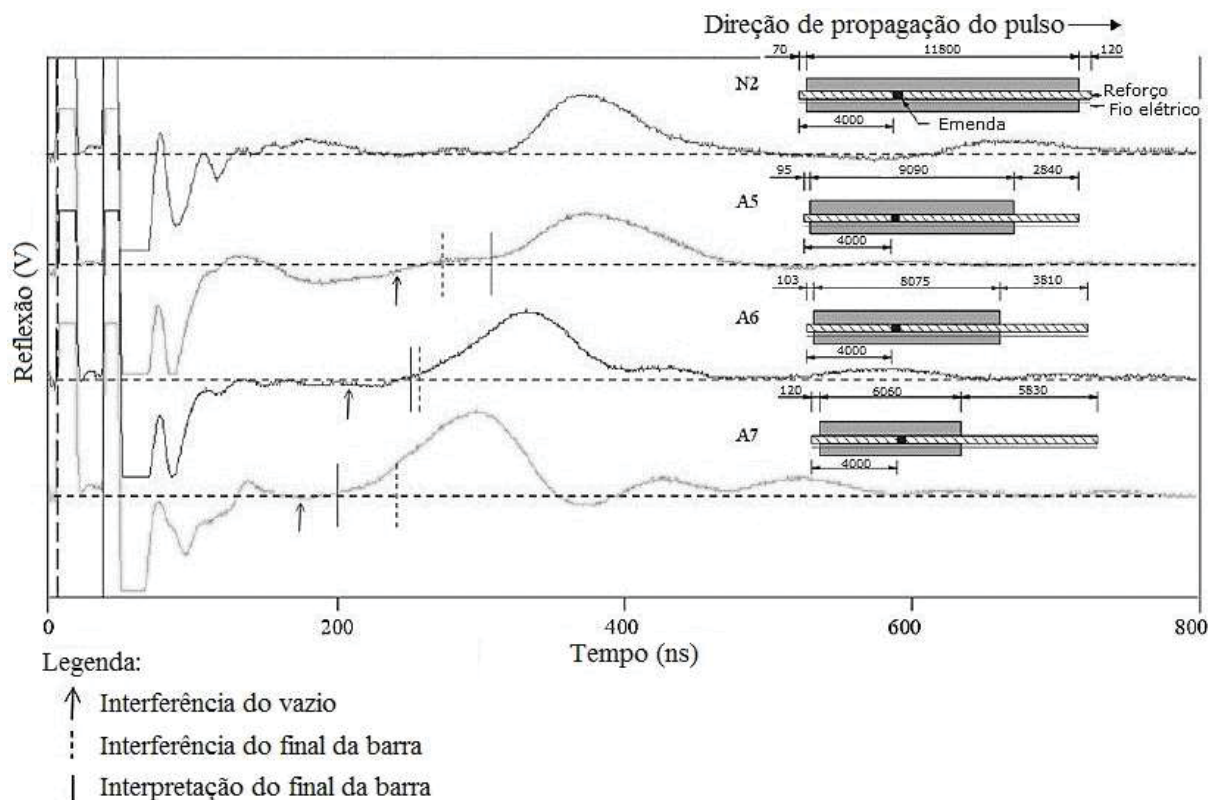 Direção de propagação do pulso
70 11800 120
N2
Reforço
Fio elétrico
4000 Emenda
95 9090 2840
A5
4000
103 8075 3810
A6
4000
120 6060 5830
A7
4000
Reflexão (V)
0 200 400 600 800
Tempo (ns)
Legenda:
Interferência do vazio
Interferência do final da barra
Interpretação do final da barra